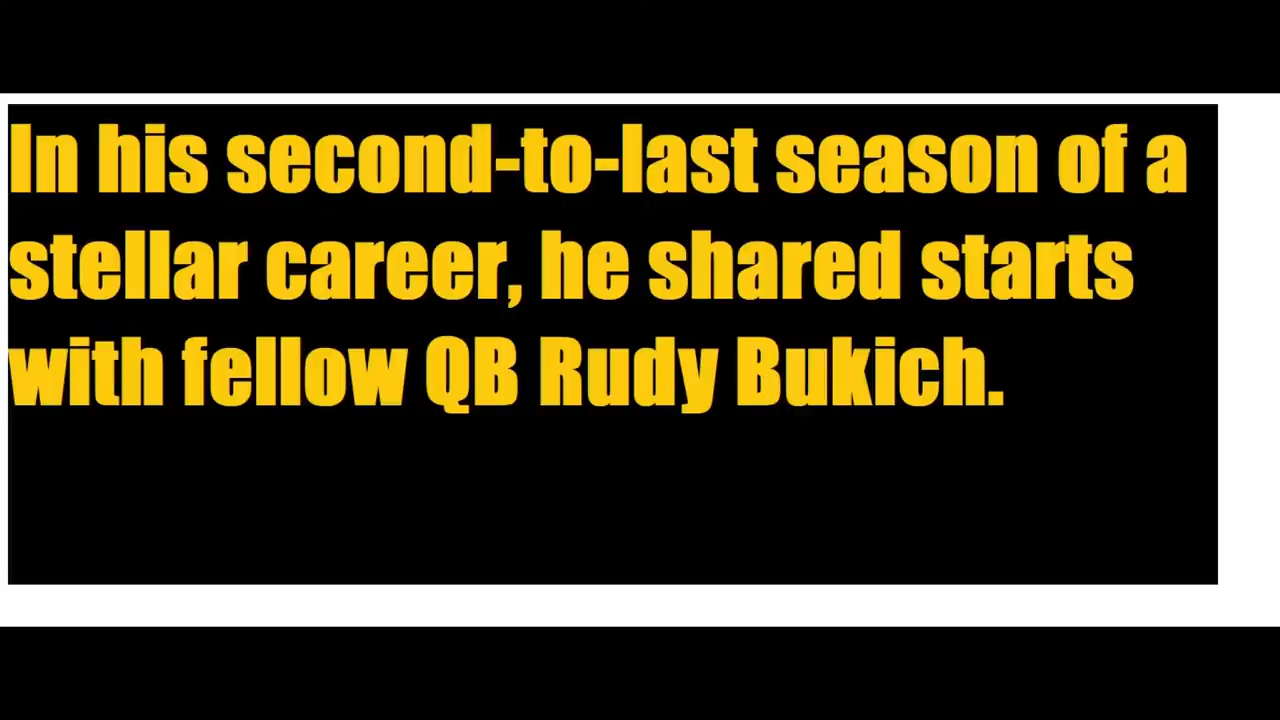 In his second-to-last season of a
stellar career, he shared starts
with fellow QB Rudy Bukich.